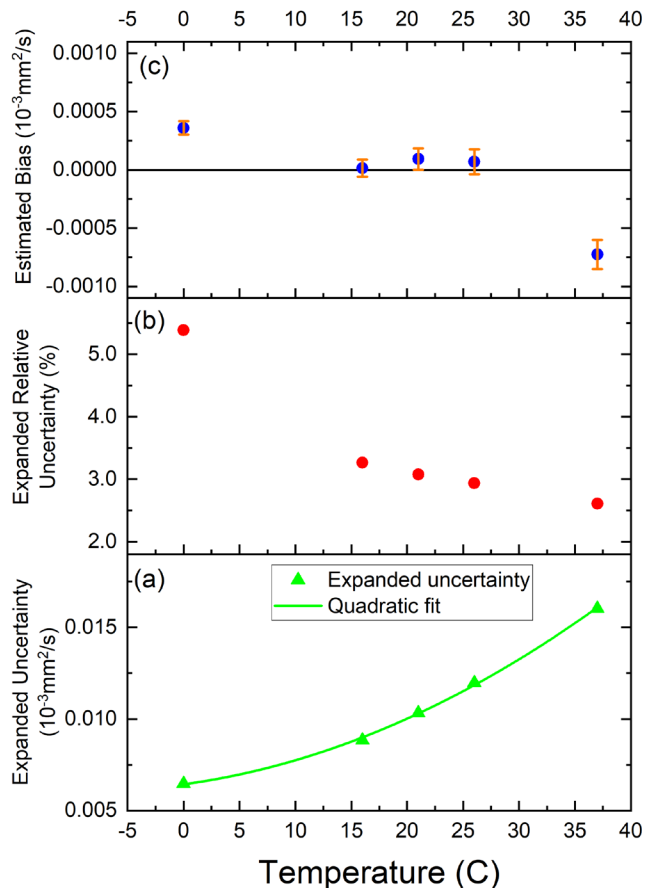 -5 0 5 10 15 20 25 30 35 40
(c)
Estimated Bias (10⁻³mm²/s)
0.0010
0.0005
0.0000
-0.0005
-0.0010
(b)
Expanded Relative
Uncertainty (%)
5.0
4.0
3.0
2.0
(a)
Expanded uncertainty
Quadratic fit
Expanded Uncertainty
(10⁻³mm²/s)
0.015
0.010
0.005
-5 0 5 10 15 20 25 30 35 40
Temperature (C)